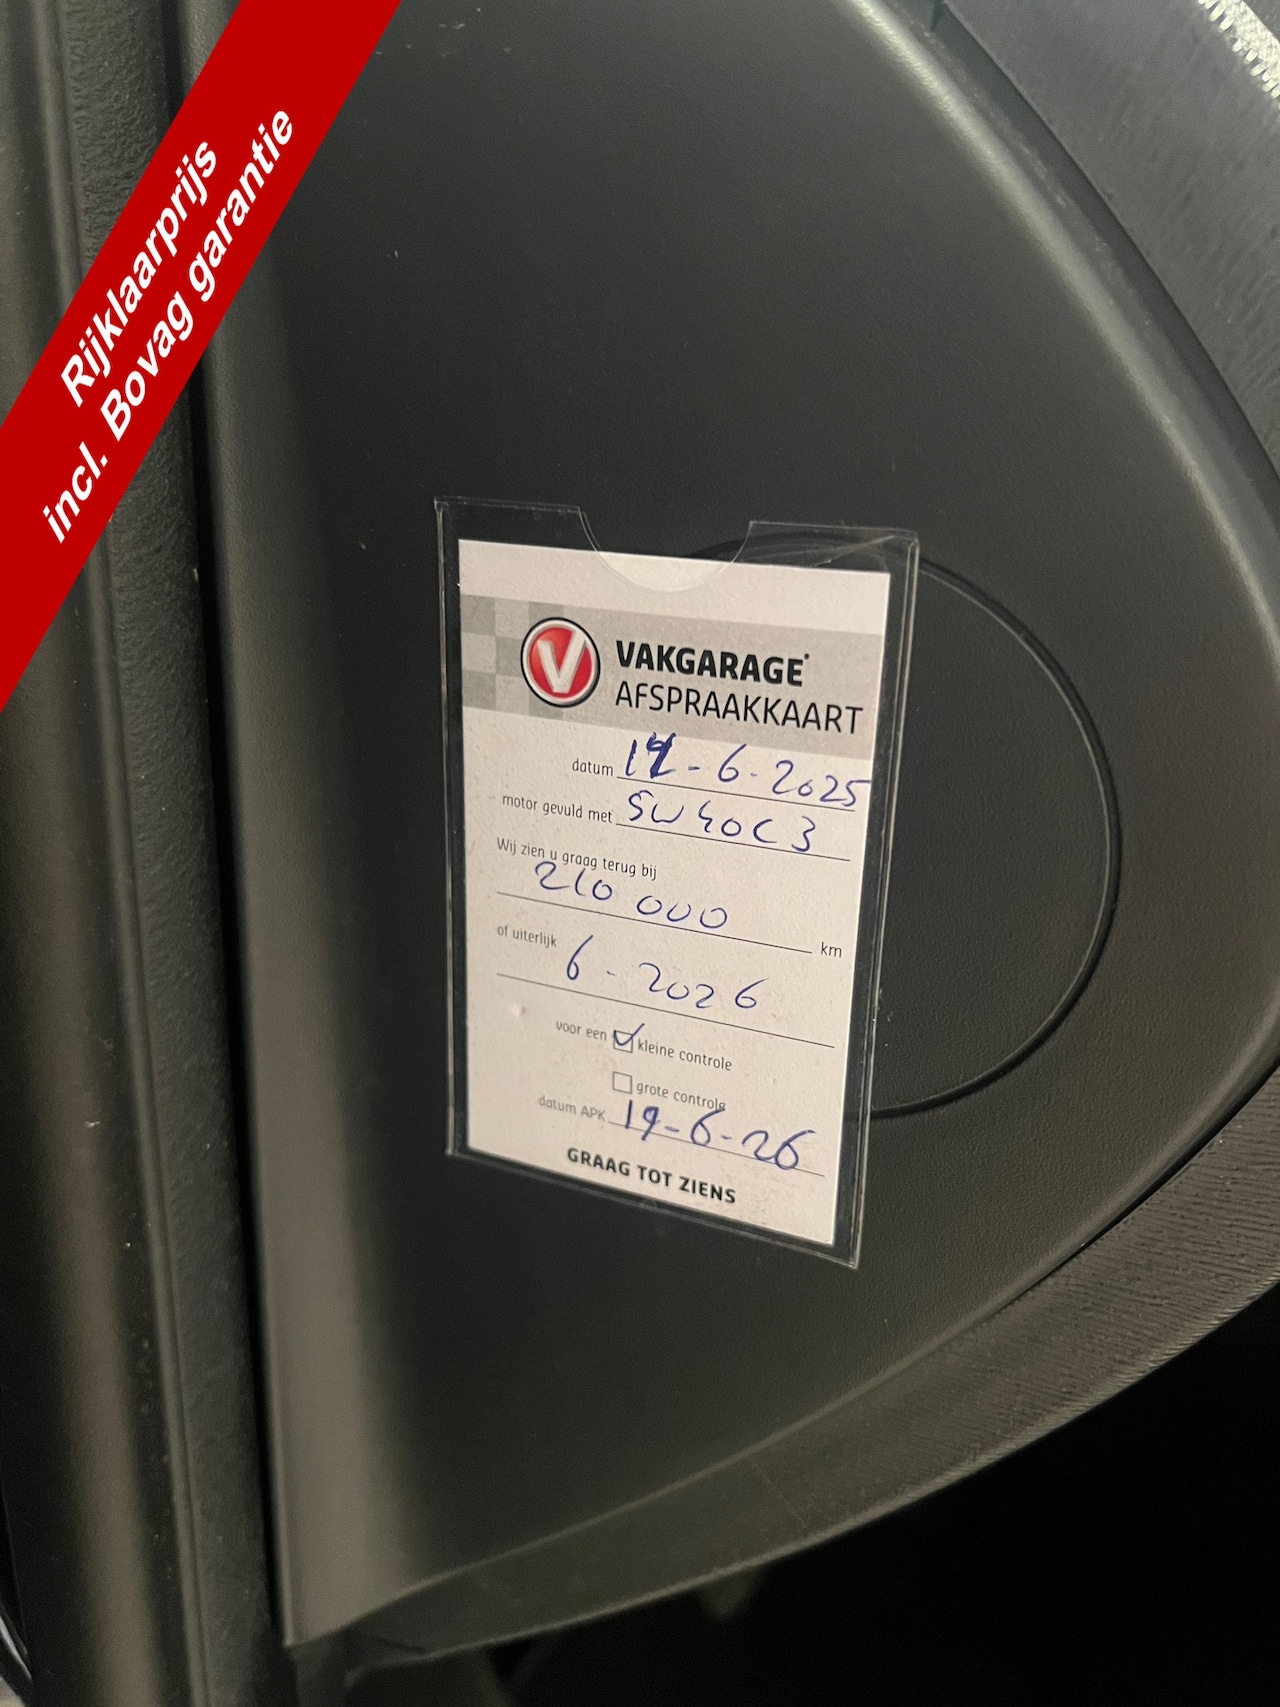 Rijklaarprijs
incl. Bovag garantie
VAKGARAGE
AFSPRAAKKAART
datum -6-2025
motor gevuld met 5W40C3
Wij zien u graag terug bij
210 000 km
of uiterlijk
6-2026
voor een kleine controle
grote controle
datum APK 19-6-26
GRAAG TOT ZIENS